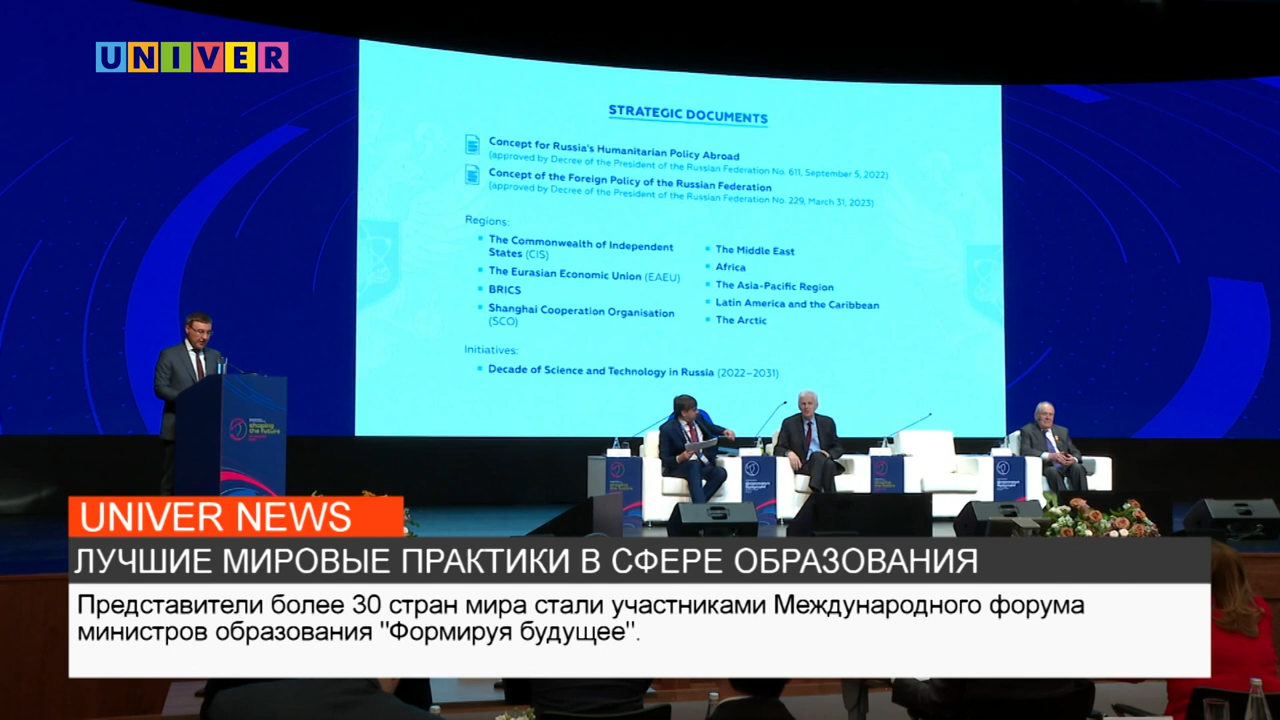 UNIVER
STRATEGIC DOCUMENTS
Concept for Russia's Humanitarian Policy Abroad
(approved by Decree of the President of the Russian Federation No. 611, September 5, 2022)
Concept of the Foreign Policy of the Russian Federation
(approved by Decree of the President of the Russian Federation No. 229, March 31, 2023)
Regions:
The Commonwealth of Independent
States (CIS)
The Eurasian Economic Union (EAEU)
BRICS
Shanghai Cooperation Organisation
(SCO)
The Middle East
Africa
The Asia-Pacific Region
Latin America and the Caribbean
The Arctic
Initiatives:
Decade of Science and Technology in Russia (2022–2031)
shaping
the future
UNIVER NEWS
ЛУЧШИЕ МИРОВЫЕ ПРАКТИКИ В СФЕРЕ ОБРАЗОВАНИЯ
Представители более 30 стран мира стали участниками Международного форума
министров образования "Формируя будущее".